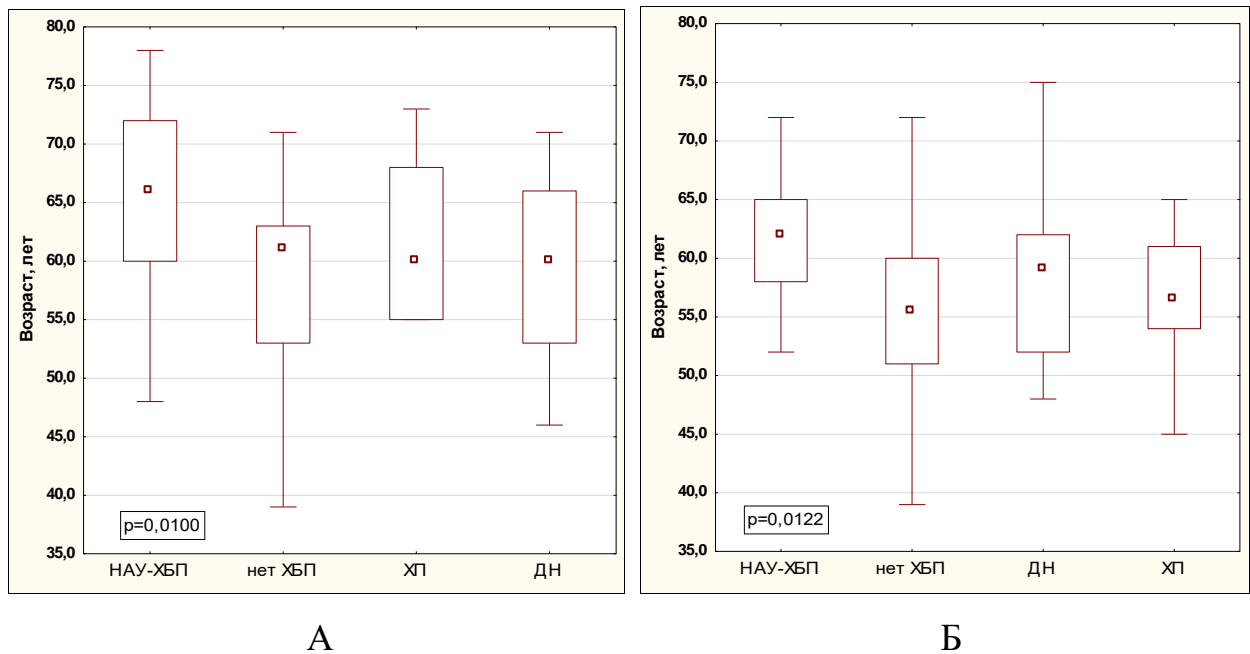 80,0
75,0
70,0
65,0
60,0
55,0
50,0
45,0
40,0
35,0
Возраст, лет
p=0,0100
НАУ-ХБП нет ХБП ХП ДН
А
80,0
75,0
70,0
65,0
60,0
55,0
50,0
45,0
40,0
35,0
Возраст, лет
p=0,0122
НАУ-ХБП нет ХБП ДН ХП
Б